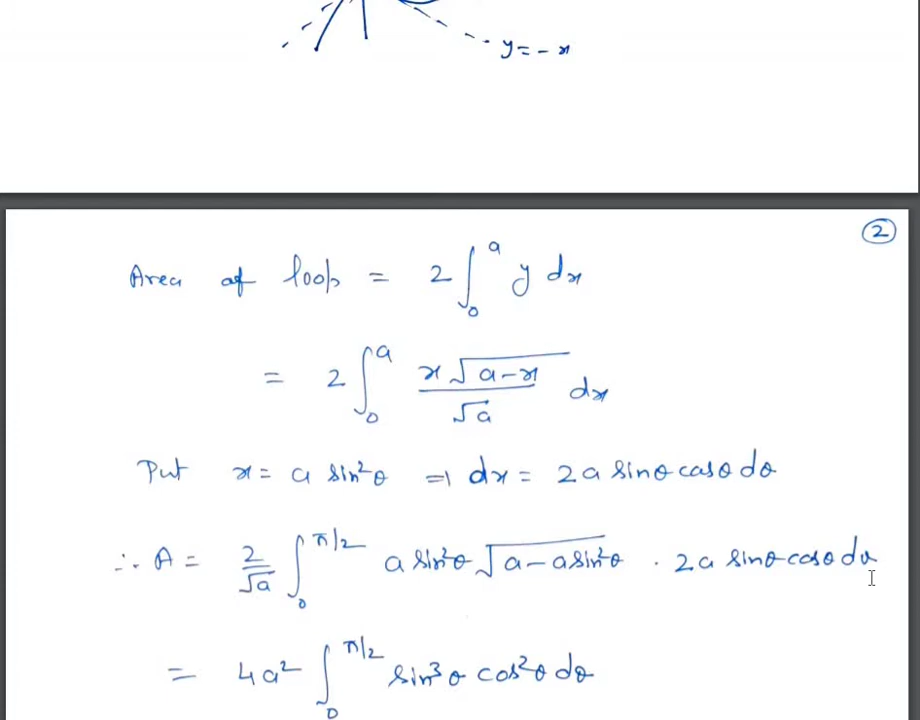 y = - x
②
Area of loop = 2 ∫₀ᵃ y dx
= 2 ∫₀ᵃ x√(a-x) / √a dx
Put x = a sin²θ ⇒ dx = 2a sinθ cosθ dθ
∴ A = 2/√a ∫₀^(π/2) a sin²θ √(a - a sin²θ) · 2a sinθ cosθ dθ
= 4a² ∫₀^(π/2) sin³θ cos²θ dθ